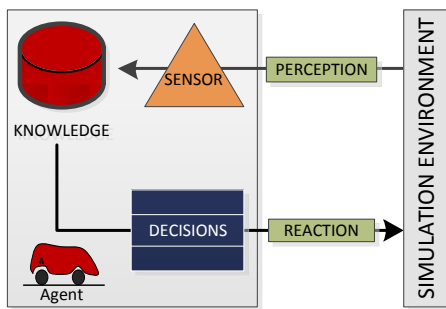 SENSOR
PERCEPTION
KNOWLEDGE
DECISIONS
REACTION
Agent
SIMULATION ENVIRONMENT